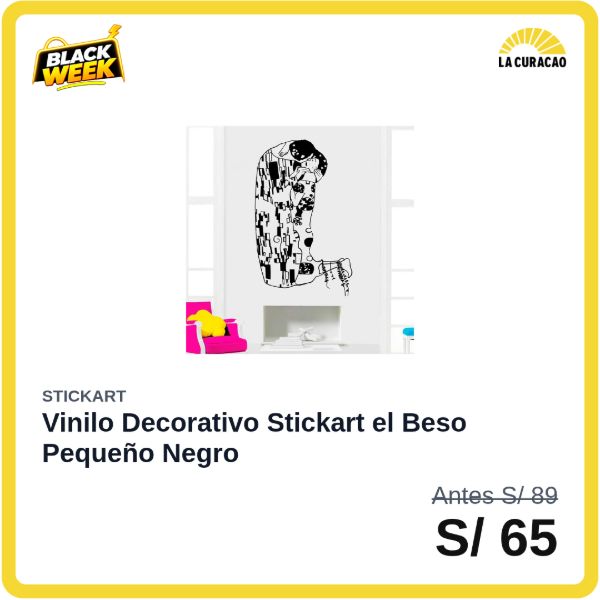 BLACK
WEEK
LA CURACAO
STICKART
Vinilo Decorativo Stickart el Beso
Pequeño Negro
Antes S/ 89
S/ 65